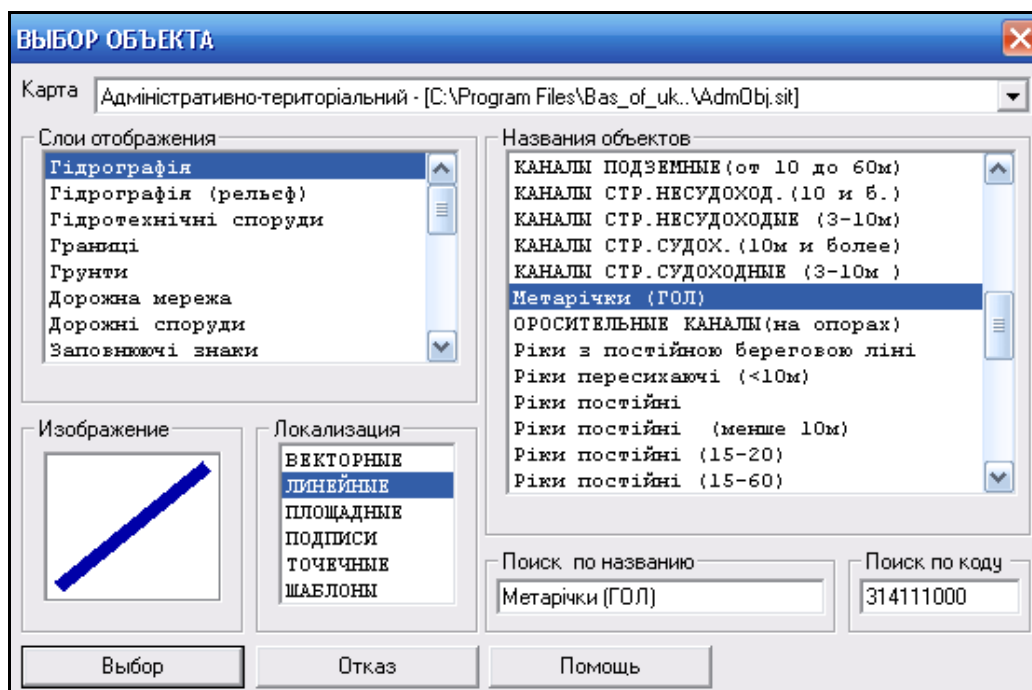 ВЫБОР ОБЪЕКТА
Карта
Адміністративно-територіальний - [C:\Program Files\Bas_of_uk..\AdmObj.sit]
Слои отображения
Гідрографія
Гідрографія (рельєф)
Гідротехнічні споруди
Границі
Грунти
Дорожна мережа
Дорожні споруди
Заповнюючі знаки
Названия объектов
КАНАЛЫ ПОДЗЕМНЫЕ(от 10 до 60м)
КАНАЛЫ СТР.НЕСУДОХОД.(10 и б.)
КАНАЛЫ СТР.НЕСУДОХОДЫЕ (3-10м)
КАНАЛЫ СТР.СУДОХ.(10м и более)
КАНАЛЫ СТР.СУДОХОДНЫЕ (3-10м )
Метарічки (ГОЛ)
ОРОСИТЕЛЬНЫЕ КАНАЛЫ(на опорах)
Ріки з постійною береговою ліні
Ріки пересихаючі (<10м)
Ріки постійні
Ріки постійні (менше 10м)
Ріки постійні (15-20)
Ріки постійні (15-60)
Изображение
Локализация
ВЕКТОРНЫЕ
ЛИНЕЙНЫЕ
ПЛОЩАДНЫЕ
ПОДПИСИ
ТОЧЕЧНЫЕ
ШАБЛОНЫ
Поиск по названию
Метарічки (ГОЛ)
Поиск по коду
314111000
Выбор
Отказ
Помощь